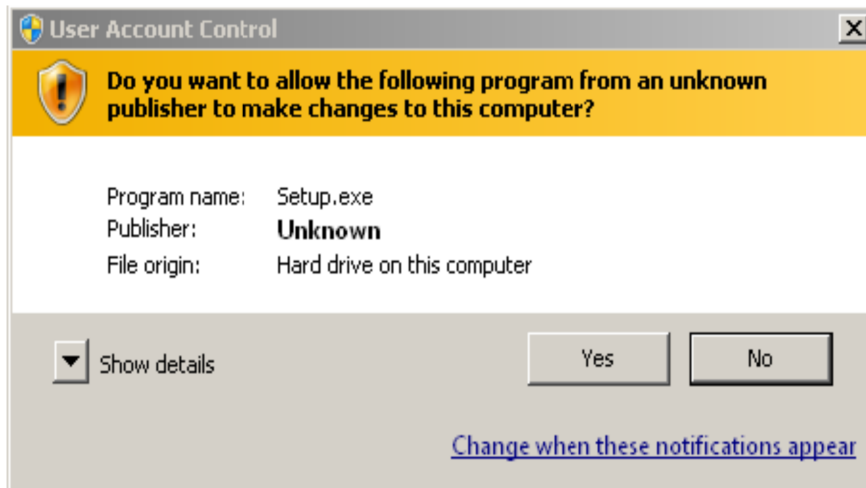 User Account Control
Do you want to allow the following program from an unknown
publisher to make changes to this computer?
Program name: Setup.exe
Publisher: Unknown
File origin: Hard drive on this computer
Show details
Yes
No
Change when these notifications appear